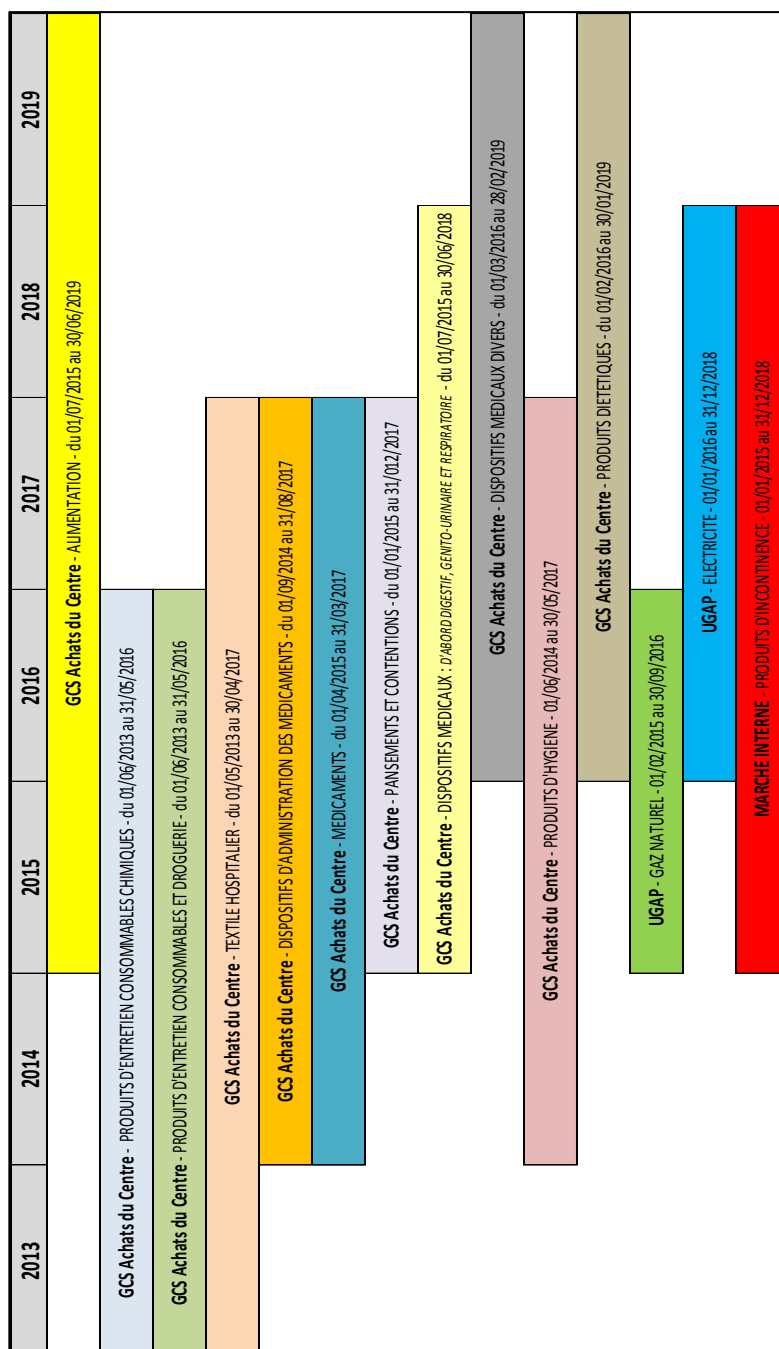 2013 2014 2015 2016 2017 2018 2019
GCS Achats du Centre - ALIMENTATION - du 01/07/2015 au 30/06/2019
GCS Achats du Centre - PRODUITS D'ENTRETIEN CONSOMMABLES CHIMIQUES - du 01/06/2013 au 31/05/2016
GCS Achats du Centre - PRODUITS D'ENTRETIEN CONSOMMABLES ET DROGUERIE - du 01/06/2013 au 31/05/2016
GCS Achats du Centre - TEXTILE HOSPITALIER - du 01/05/2013 au 30/04/2017
GCS Achats du Centre - DISPOSITIFS D'ADMINISTRATION DES MEDICAMENTS - du 01/09/2014 au 31/08/2017
GCS Achats du Centre - MEDICAMENTS - du 01/04/2015 au 31/03/2017
GCS Achats du Centre - PANSEMENTS ET CONTENTIONS - du 01/01/2015 au 31/012/2017
GCS Achats du Centre - DISPOSITIFS MEDICAUX : D'ABORD DIGESTIF, GENITO-URINAIRE ET RESPIRATOIRE - du 01/07/2015 au 30/06/2018
GCS Achats du Centre - DISPOSITIFS MEDICAUX DIVERS - du 01/03/2016 au 28/02/2019
GCS Achats du Centre - PRODUITS D'HYGIENE - 01/06/2014 au 30/05/2017
GCS Achats du Centre - PRODUITS DIETETIQUES - du 01/02/2016 au 30/01/2019
UGAP - GAZ NATUREL - 01/02/2015 au 30/09/2016
UGAP - ELECTRICITE - 01/01/2016 au 31/12/2018
MARCHE INTERNE - PRODUITS D'INCONTINENCE - 01/01/2015 au 31/12/2018